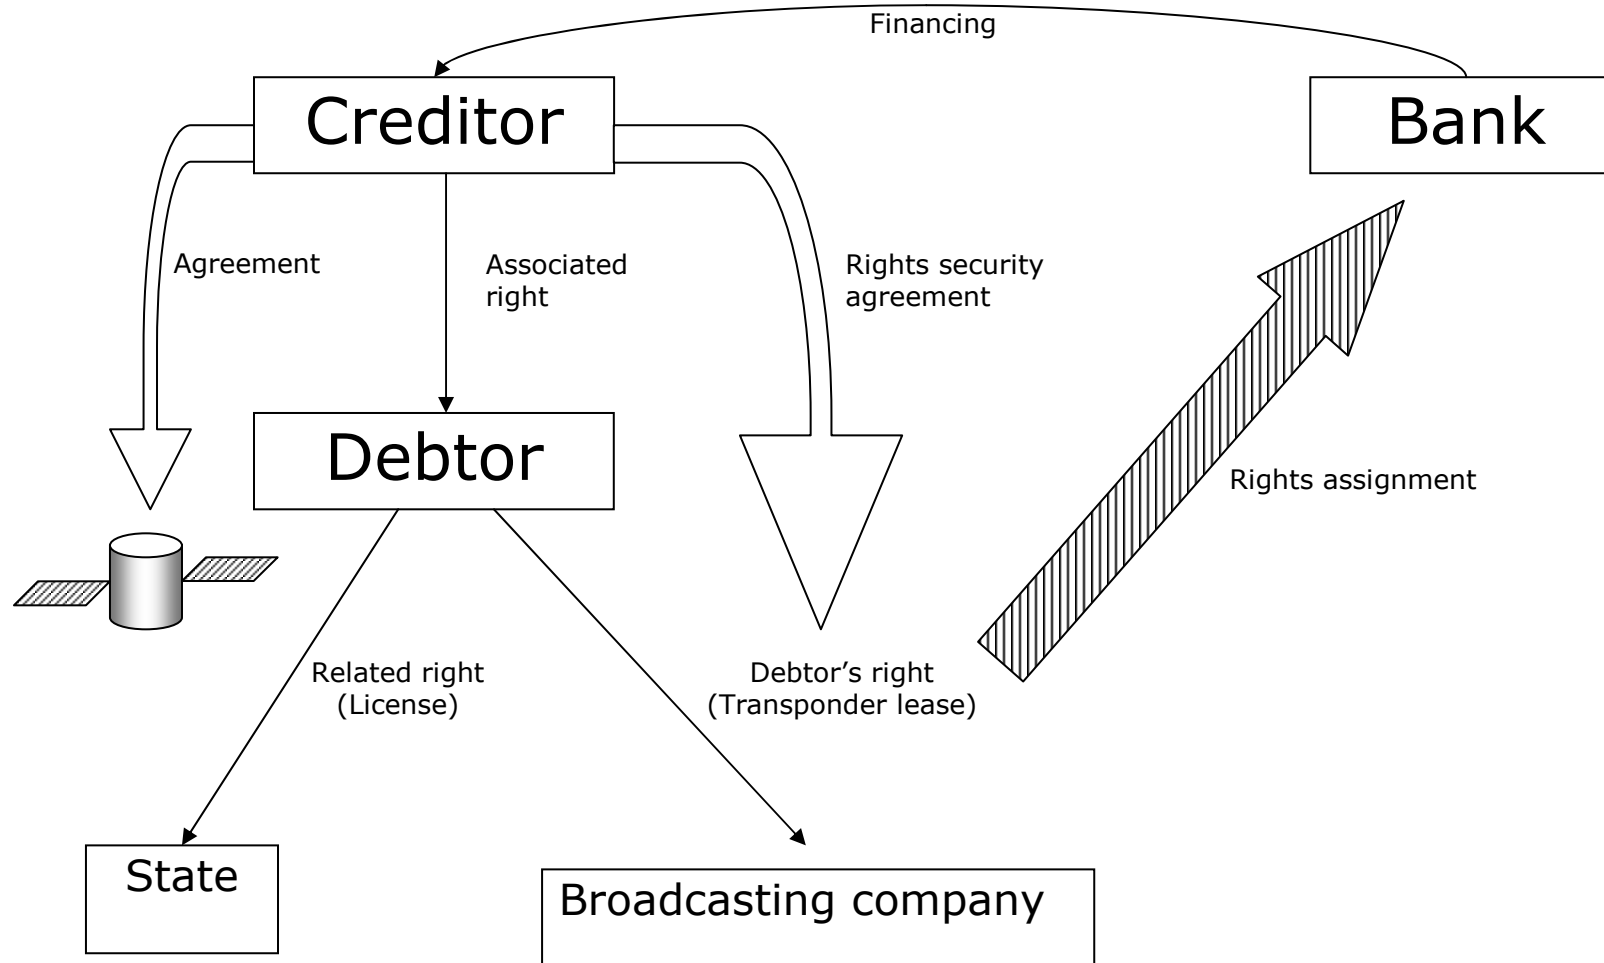 Financing
Creditor
Bank
Agreement
Associated
right
Rights security
agreement
Debtor
Rights assignment
Related right
(License)
Debtor’s right
(Transponder lease)
State
Broadcasting company